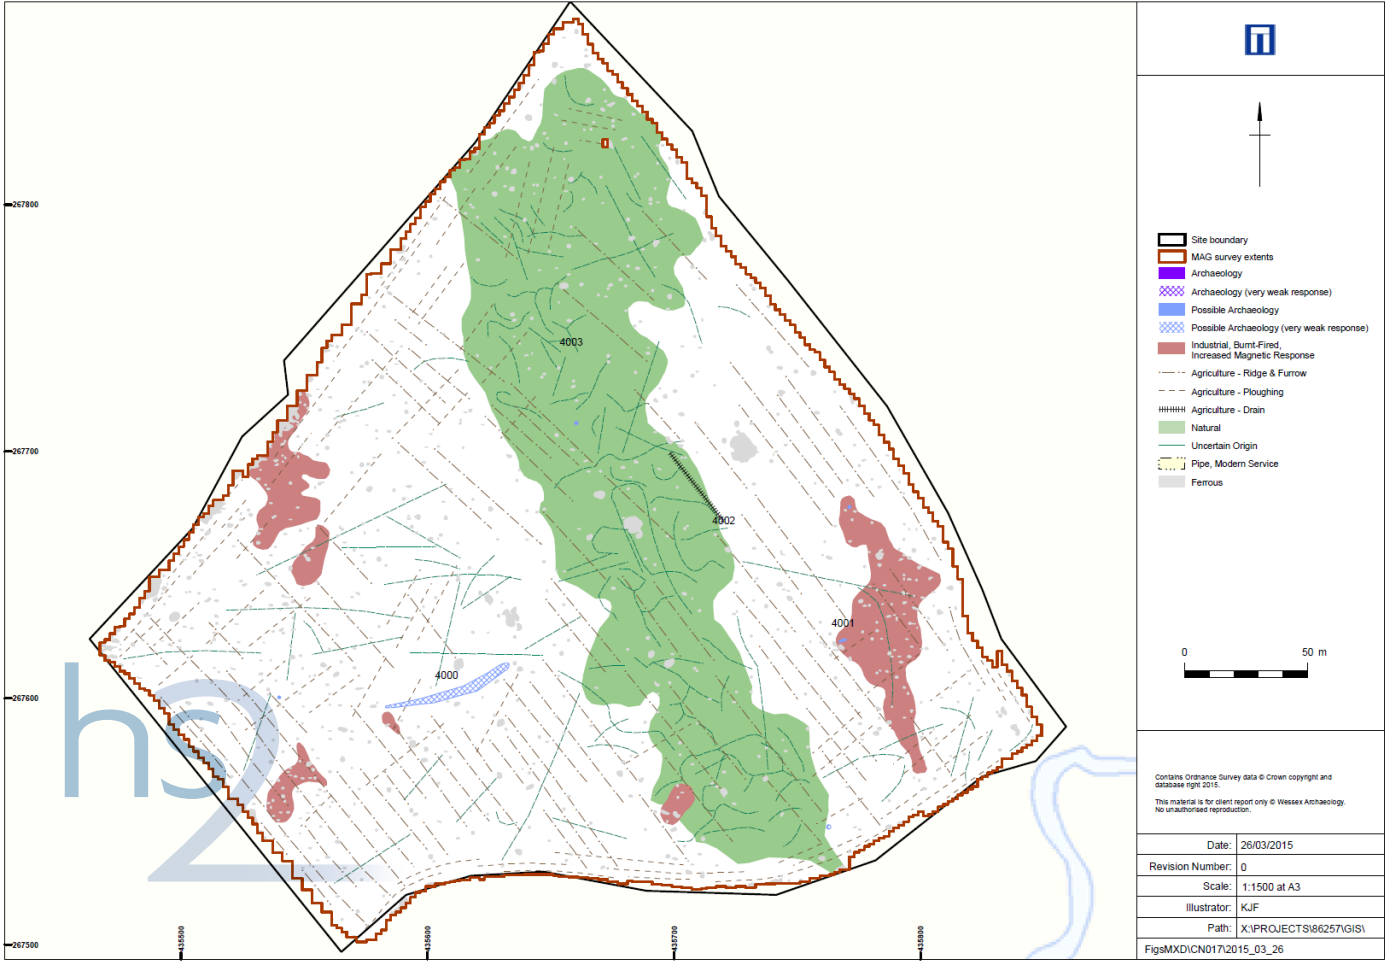 267800
267700
267600
267500
435500
435600
435700
435800
4003
4002
4001
4000
hs2
Site boundary
MAG survey extents
Archaeology
Archaeology (very weak response)
Possible Archaeology
Possible Archaeology (very weak response)
Industrial, Burnt-Fired,
Increased Magnetic Response
Agriculture - Ridge & Furrow
Agriculture - Ploughing
Agriculture - Drain
Natural
Uncertain Origin
Pipe, Modern Service
Ferrous
0 50 m
Contains Ordnance Survey data © Crown copyright and
database right 2015.
This material is for client report only © Wessex Archaeology.
No unauthorised reproduction.
Date: 26/03/2015
Revision Number: 0
Scale: 1:1500 at A3
Illustrator: KJF
Path: X:\PROJECTS\86257\GIS\
FigsMXD\CN017\2015_03_26